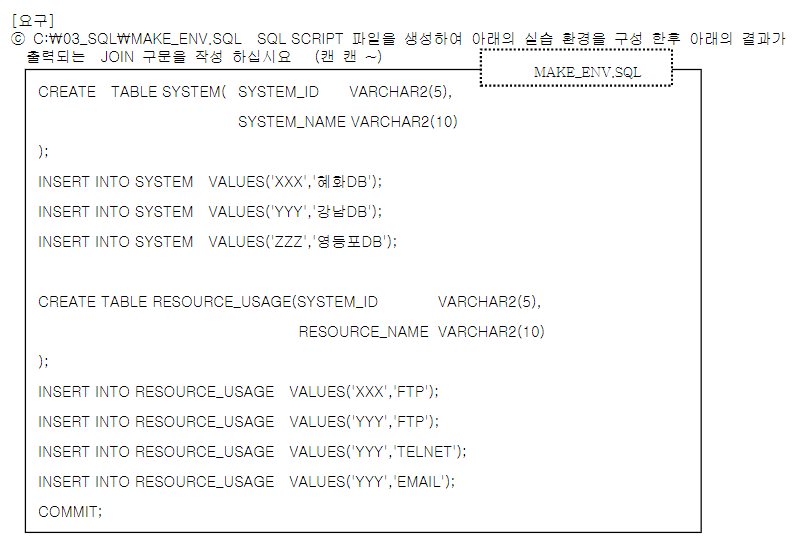 [요구]
ⓒ C:\03_SQL\MAKE_ENV.SQL SQL SCRIPT 파일을 생성하여 아래의 실습 환경을 구성 한후 아래의 결과가
출력되는 JOIN 구문을 작성 하십시요 (캔 캔 ~)
MAKE_ENV.SQL
CREATE TABLE SYSTEM( SYSTEM_ID VARCHAR2(5),
SYSTEM_NAME VARCHAR2(10)
);
INSERT INTO SYSTEM VALUES('XXX','혜화DB');
INSERT INTO SYSTEM VALUES('YYY','강남DB');
INSERT INTO SYSTEM VALUES('ZZZ','영등포DB');
CREATE TABLE RESOURCE_USAGE(SYSTEM_ID VARCHAR2(5),
RESOURCE_NAME VARCHAR2(10)
);
INSERT INTO RESOURCE_USAGE VALUES('XXX','FTP');
INSERT INTO RESOURCE_USAGE VALUES('YYY','FTP');
INSERT INTO RESOURCE_USAGE VALUES('YYY','TELNET');
INSERT INTO RESOURCE_USAGE VALUES('YYY','EMAIL');
COMMIT;